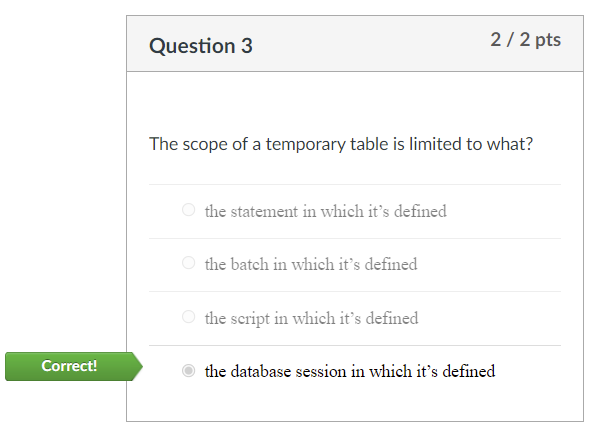 Question 3
2 / 2 pts
The scope of a temporary table is limited to what?
the statement in which it’s defined
the batch in which it’s defined
the script in which it’s defined
Correct!
the database session in which it’s defined